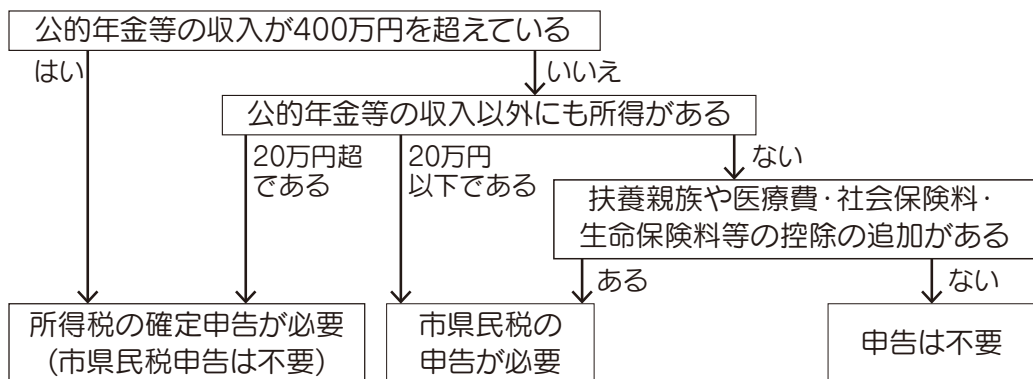 公的年金等の収入が400万円を超えている
はい
いいえ
公的年金等の収入以外にも所得がある
20万円超
である
20万円
以下である
ない
扶養親族や医療費・社会保険料・
生命保険料等の控除の追加がある
ある
ない
所得税の確定申告が必要
(市県民税申告は不要)
市県民税の
申告が必要
申告は不要